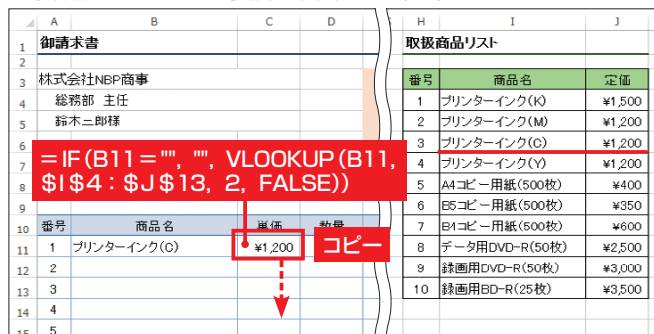 A B C D H I J
1 御請求書 取扱商品リスト
2
3 株式会社NBP商事 番号 商品名 定価
4 総務部 主任 1 プリンターインク(K) ¥1,500
5 鈴木三郎様 2 プリンターインク(M) ¥1,200
6 3 プリンターインク(C) ¥1,200
7 4 プリンターインク(Y) ¥1,200
=IF(B11="", "", VLOOKUP(B11,
$I$4:$J$13, 2, FALSE))
8 5 A4コピー用紙(500枚) ¥400
9 6 B5コピー用紙(500枚) ¥350
10 番号 商品名 単価 数量 7 B4コピー用紙(500枚) ¥600
11 1 プリンターインク(C) ¥1,200 コピー 8 データ用DVD-R(50枚) ¥2,500
12 2 9 録画用DVD-R(50枚) ¥3,000
13 3 10 録画用BD-R(25枚) ¥3,500
14 4
15 5